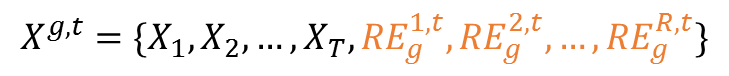 X^{g,t} = {X_1, X_2, …, X_T, RE_g^{1,t}, RE_g^{2,t}, …, RE_g^{R,t}}